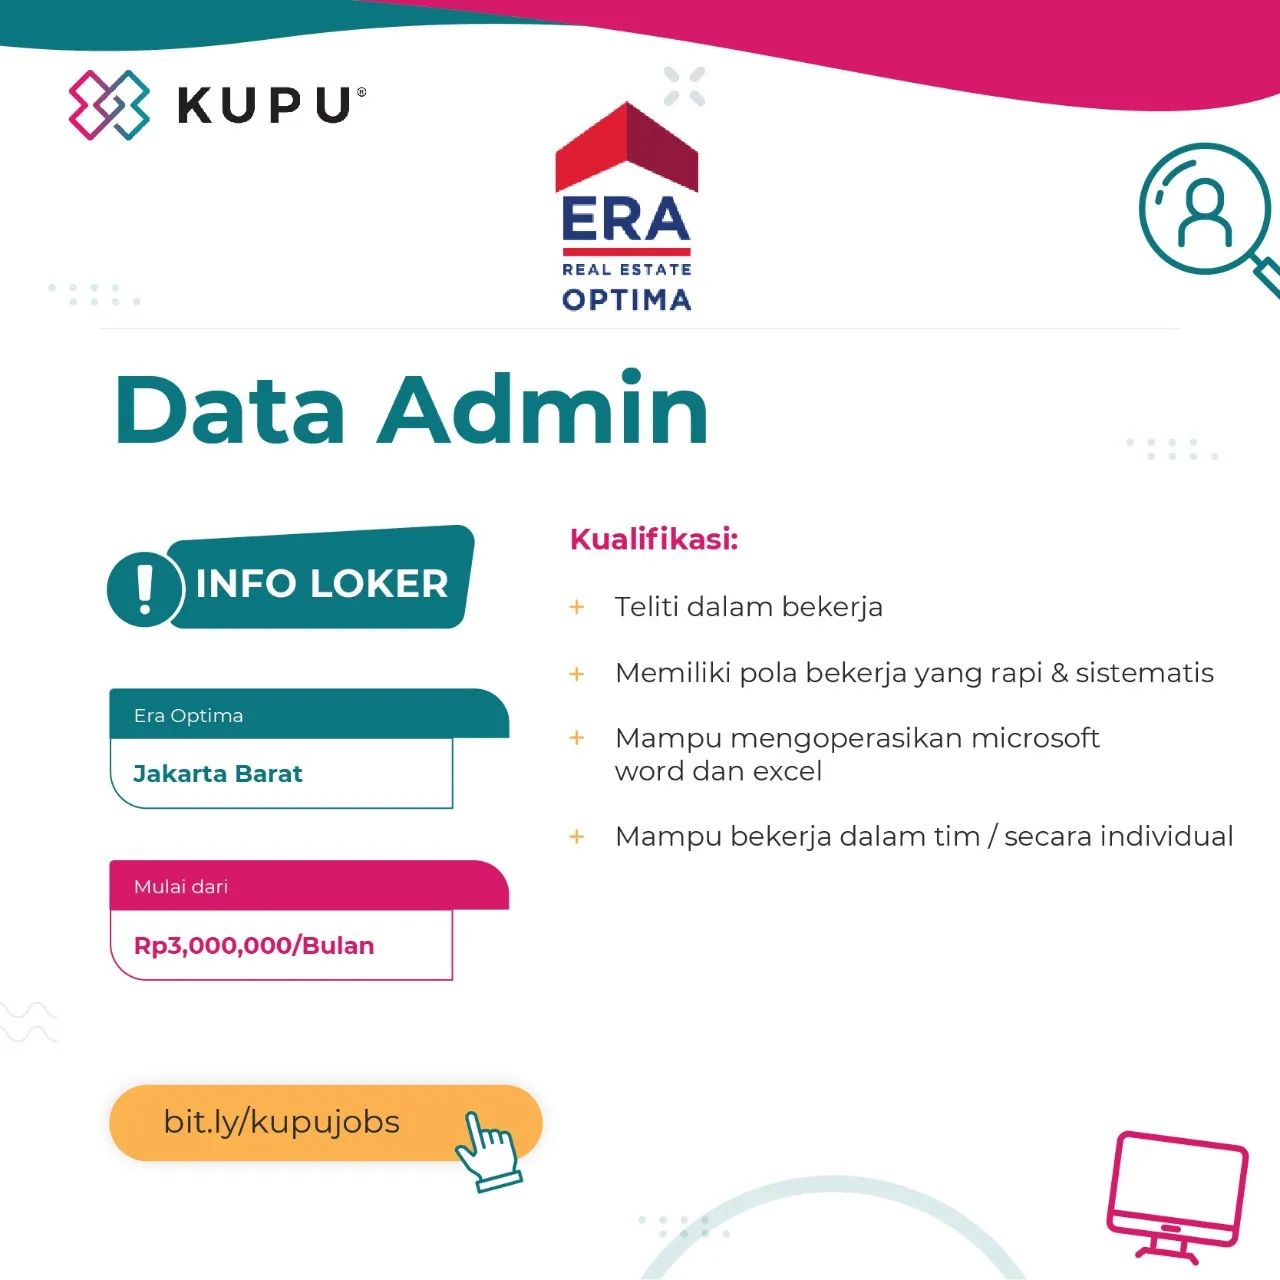 KUPU®
ERA
REAL ESTATE
OPTIMA
Data Admin
INFO LOKER
Era Optima
Jakarta Barat
Mulai dari
Rp3,000,000/Bulan
bit.ly/kupujobs
Kualifikasi:
+ Teliti dalam bekerja
+ Memiliki pola bekerja yang rapi & sistematis
+ Mampu mengoperasikan microsoft
word dan excel
+ Mampu bekerja dalam tim / secara individual